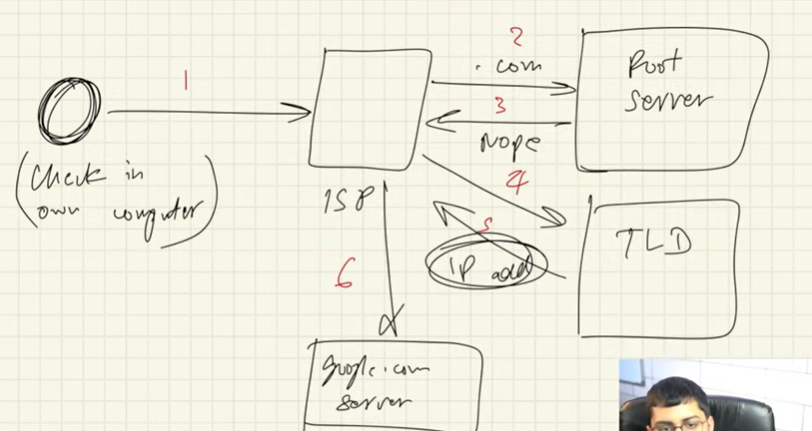 1
2
. com
3
Nope
Root
server
(Check in
own computer)
ISP
4
5
IP add
TLD
6
google.com
server